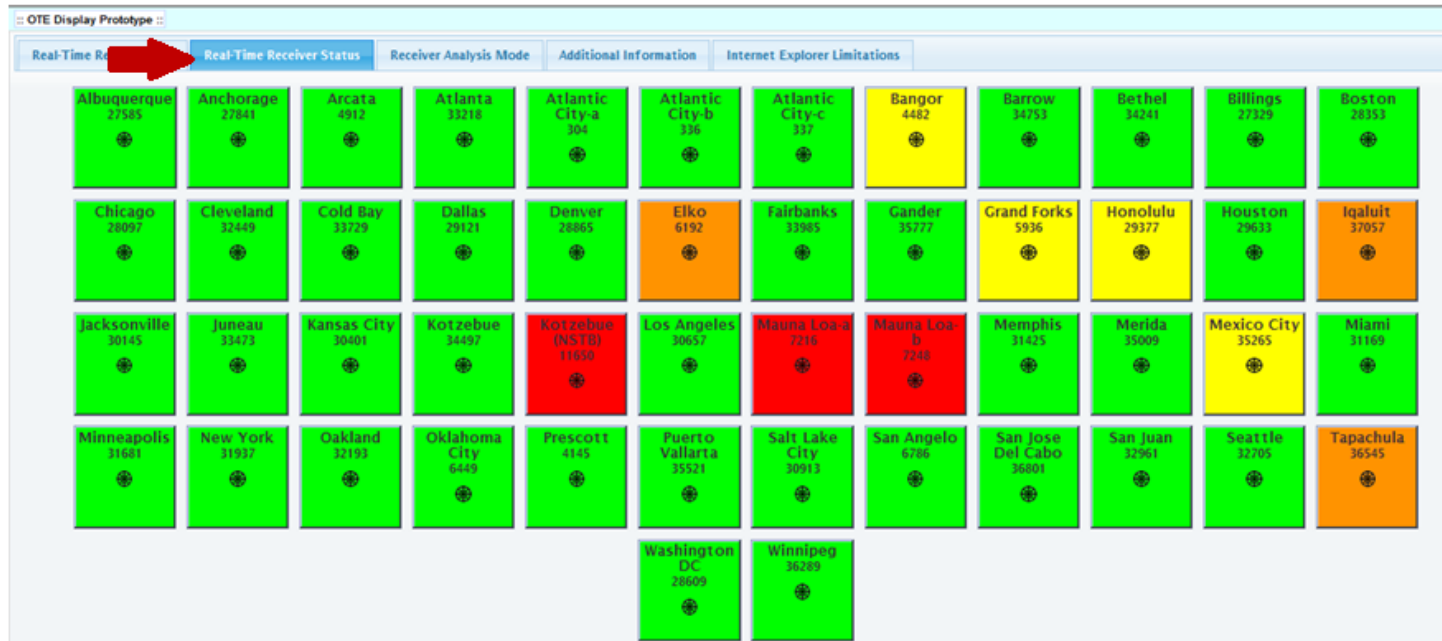 :: OTE Display Prototype ::
Real-Time Re
Real-Time Receiver Status
Receiver Analysis Mode
Additional Information
Internet Explorer Limitations
Albuquerque
27585
Anchorage
27841
Arcata
4912
Atlanta
33218
Atlantic
City-a
304
Atlantic
City-b
336
Atlantic
City-c
337
Bangor
4482
Barrow
34753
Bethel
34241
Billings
27329
Boston
28353
Chicago
28097
Cleveland
32449
Cold Bay
33729
Dallas
29121
Denver
28865
Elko
6192
Fairbanks
33985
Gander
35777
Grand Forks
5936
Honolulu
29377
Houston
29633
Iqaluit
37057
Jacksonville
30145
Juneau
33473
Kansas City
30401
Kotzebue
34497
Kotzebue
(NSTB)
11650
Los Angeles
30657
Mauna Loa-a
7216
Mauna Loa-
b
7248
Memphis
31425
Merida
35009
Mexico City
35265
Miami
31169
Minneapolis
31681
New York
31937
Oakland
32193
Oklahoma
City
6449
Prescott
4145
Puerto
Vallarta
35521
Salt Lake
City
30913
San Angelo
6786
San Jose
Del Cabo
36801
San Juan
32961
Seattle
32705
Tapachula
36545
Washington
DC
28609
Winnipeg
36289